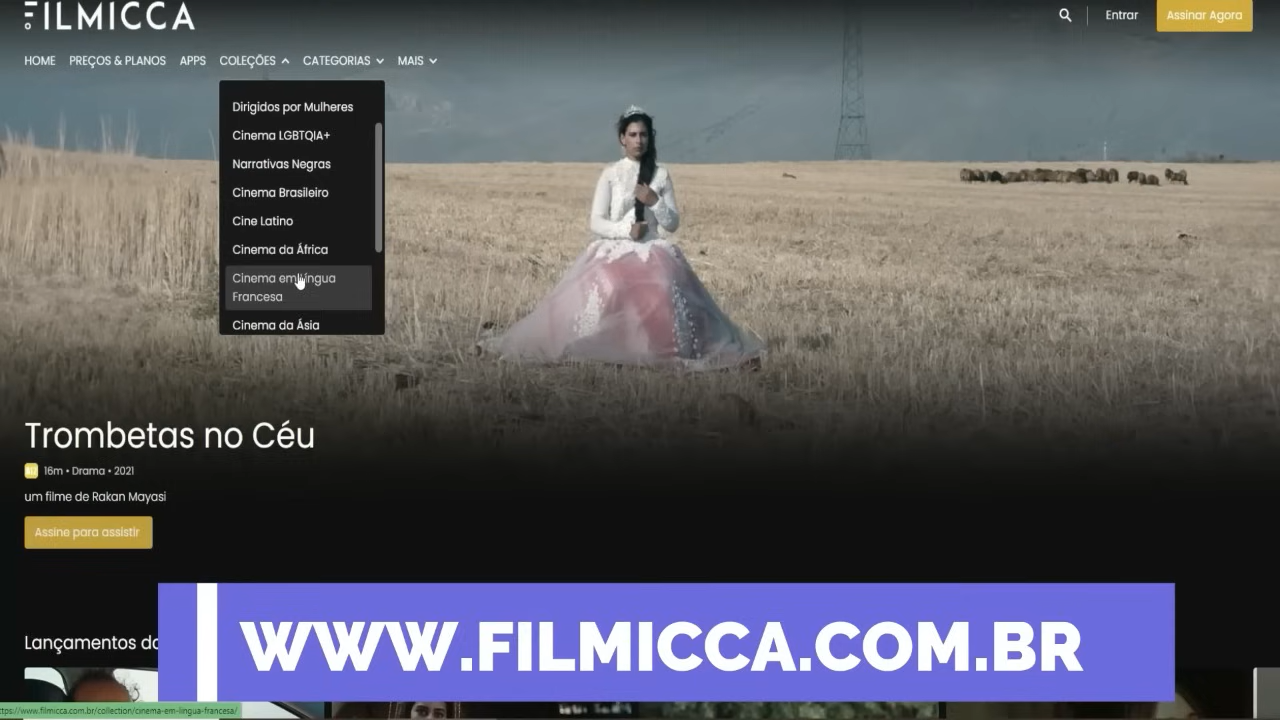 FILMICCA
Entrar
Assinar Agora
HOME
PREÇOS & PLANOS
APPS
COLEÇÕES
CATEGORIAS
MAIS
Dirigidos por Mulheres
Cinema LGBTQIA+
Narrativas Negras
Cinema Brasileiro
Cine Latino
Cinema da África
Cinema em língua
Francesa
Cinema da Ásia
Trombetas no Céu
16m • Drama • 2021
um filme de Rakan Mayasi
Assine para assistir
Lançamentos
WWW.FILMICCA.COM.BR
ttps://www.filmicca.com.br/collection/cinema-em-lingua-francesa/